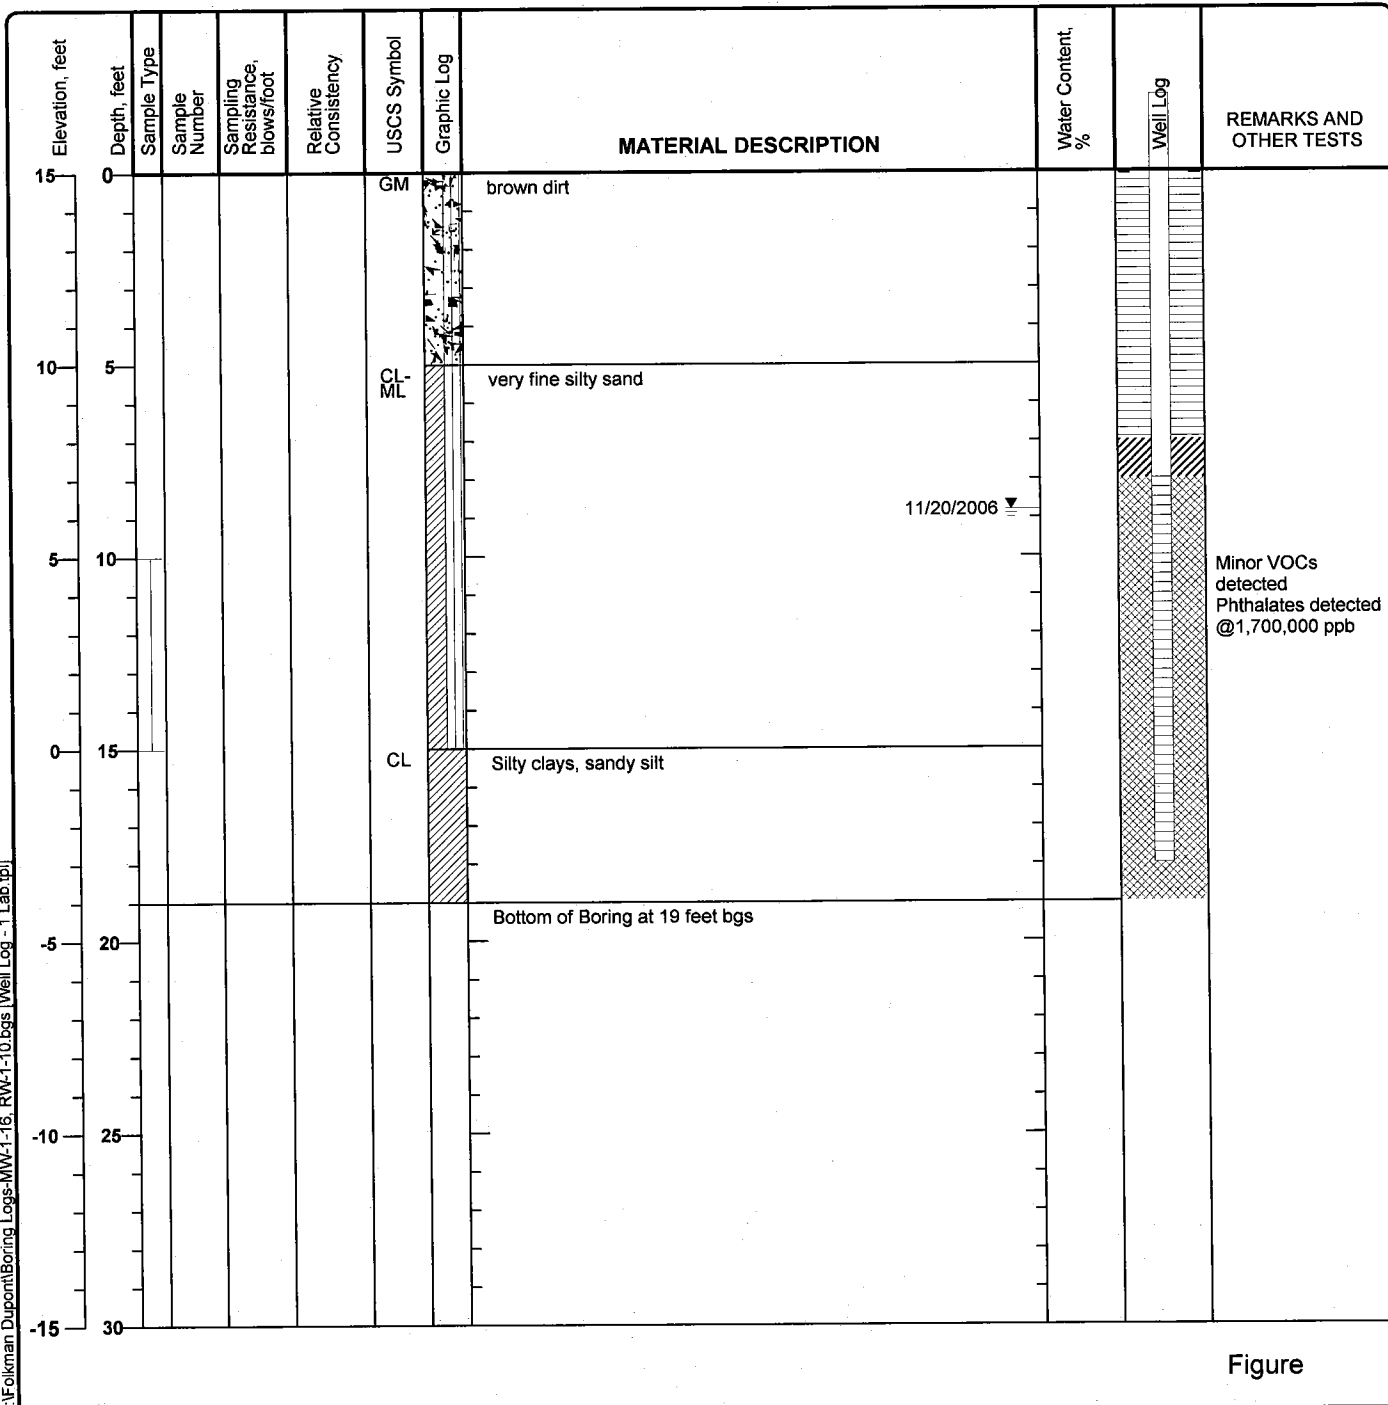 Elevation, feet
Depth, feet
Sample Type
Sample
Number
Sampling
Resistance,
blows/foot
Relative
Consistency
USCS Symbol
Graphic Log
MATERIAL DESCRIPTION
Water Content,
%
Well Log
REMARKS AND
OTHER TESTS
15 0 GM brown dirt
10 5 CL-
ML very fine silty sand
11/20/2006
5 10
Minor VOCs
detected
Phthalates detected
@1,700,000 ppb
0 15 CL Silty clays, sandy silt
Bottom of Boring at 19 feet bgs
-5 20
-10 25
-15 30
:\Folkman Dupont\Boring Logs-MW-1-16, RW-1-10.bgs [Well Log - 1 Lab.tpl]
Figure